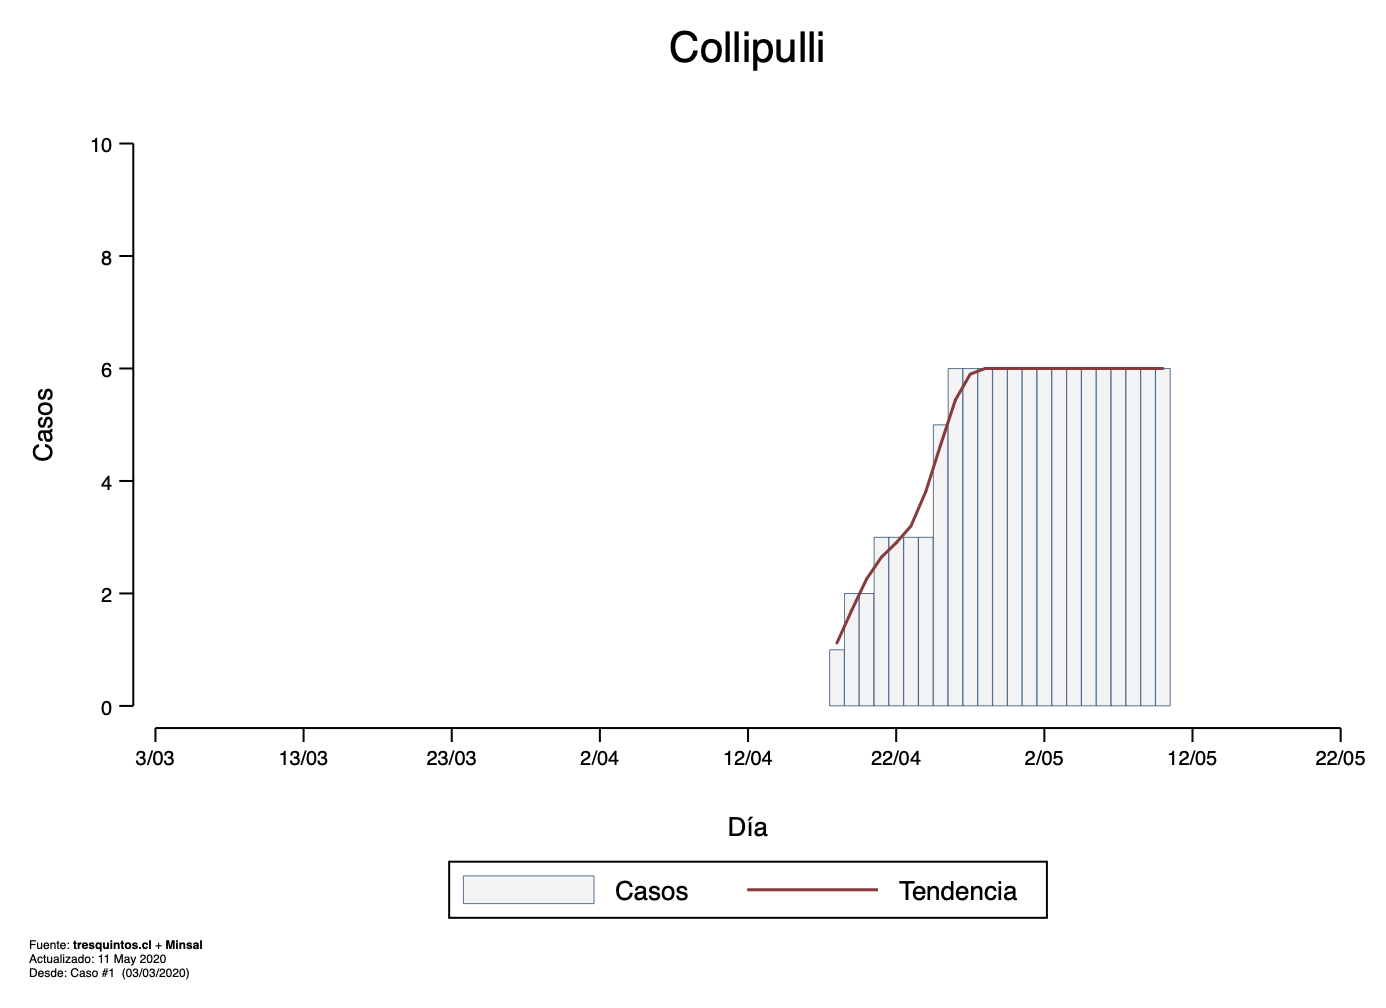 Collipulli
10
8
6
4
2
0
Casos
3/03 13/03 23/03 2/04 12/04 22/04 2/05 12/05 22/05
Día
Casos Tendencia
Fuente: tresquintos.cl + Minsal
Actualizado: 11 May 2020
Desde: Caso #1 (03/03/2020)